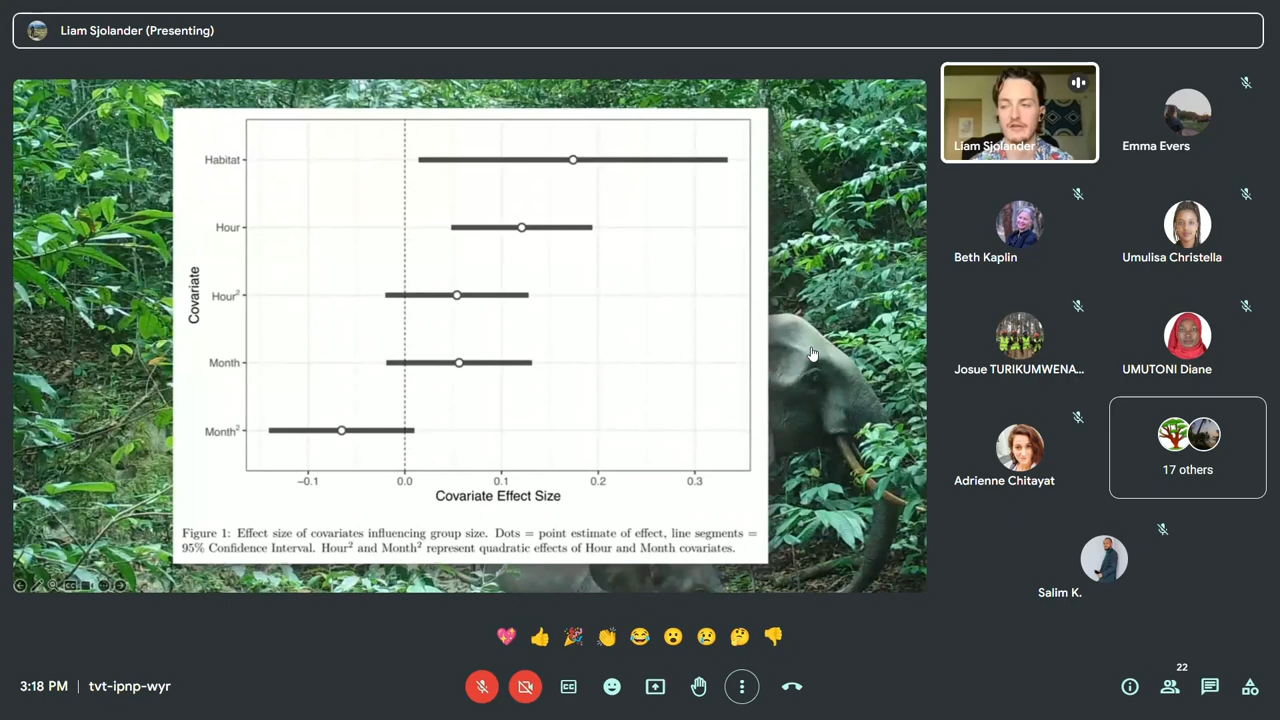 Liam Sjolander (Presenting)
Habitat
Hour
Hour²
Month
Month²
Covariate
−0.1 0.0 0.1 0.2 0.3
Covariate Effect Size
Figure 1: Effect size of covariates influencing group size. Dots = point estimate of effect, line segments =
95% Confidence Interval. Hour² and Month² represent quadratic effects of Hour and Month covariates.
Liam Sjolander
Emma Evers
Beth Kaplin
Umulisa Christella
Josue TURIKUMWENA...
UMUTONI Diane
Adrienne Chitayat
17 others
Salim K.
3:18 PM | tvt-ipnp-wyr
22